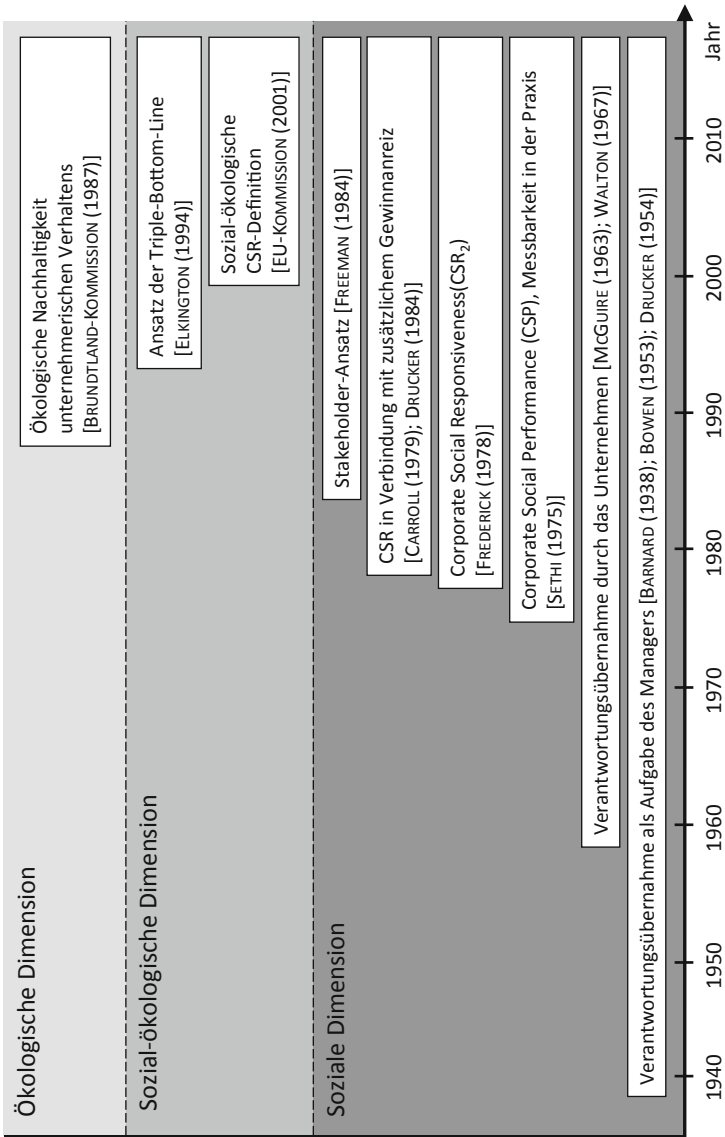 Ökologische Dimension
Ökologische Nachhaltigkeit
unternehmerischen Verhaltens
[BRUNDTLAND-KOMMISSION (1987)]
Sozial-ökologische Dimension
Ansatz der Triple-Bottom-Line
[ELKINGTON (1994)]
Sozial-ökologische
CSR-Definition
[EU-KOMMISSION (2001)]
Soziale Dimension
Stakeholder-Ansatz [FREEMAN (1984)]
CSR in Verbindung mit zusätzlichem Gewinnanreiz
[CARROLL (1979); DRUCKER (1984)]
Corporate Social Responsiveness(CSR₂)
[FREDERICK (1978)]
Corporate Social Performance (CSP), Messbarkeit in der Praxis
[SETHI (1975)]
Verantwortungsübernahme durch das Unternehmen [MCGUIRE (1963); WALTON (1967)]
Verantwortungsübernahme als Aufgabe des Managers [BARNARD (1938); BOWEN (1953); DRUCKER (1954)]
1940 1950 1960 1970 1980 1990 2000 2010 Jahr